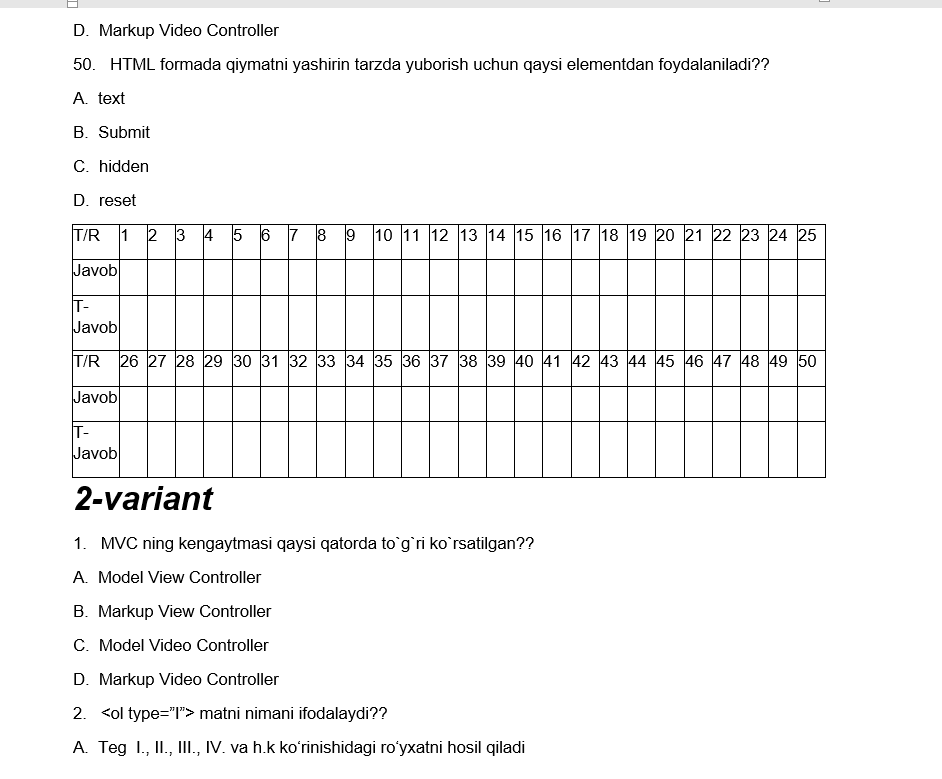 D. Markup Video Controller
50. HTML formada qiymatni yashirin tarzda yuborish uchun qaysi elementdan foydalaniladi??
A. text
B. Submit
C. hidden
D. reset
T/R 1 2 3 4 5 6 7 8 9 10 11 12 13 14 15 16 17 18 19 20 21 22 23 24 25
Javob
T-
Javob
T/R 26 27 28 29 30 31 32 33 34 35 36 37 38 39 40 41 42 43 44 45 46 47 48 49 50
Javob
T-
Javob
2-variant
1. MVC ning kengaytmasi qaysi qatorda to`g`ri ko`rsatilgan??
A. Model View Controller
B. Markup View Controller
C. Model Video Controller
D. Markup Video Controller
2. <ol type=”I”> matni nimani ifodalaydi??
A. Teg I., II., III., IV. va h.k ko‘rinishidagi ro‘yxatni hosil qiladi